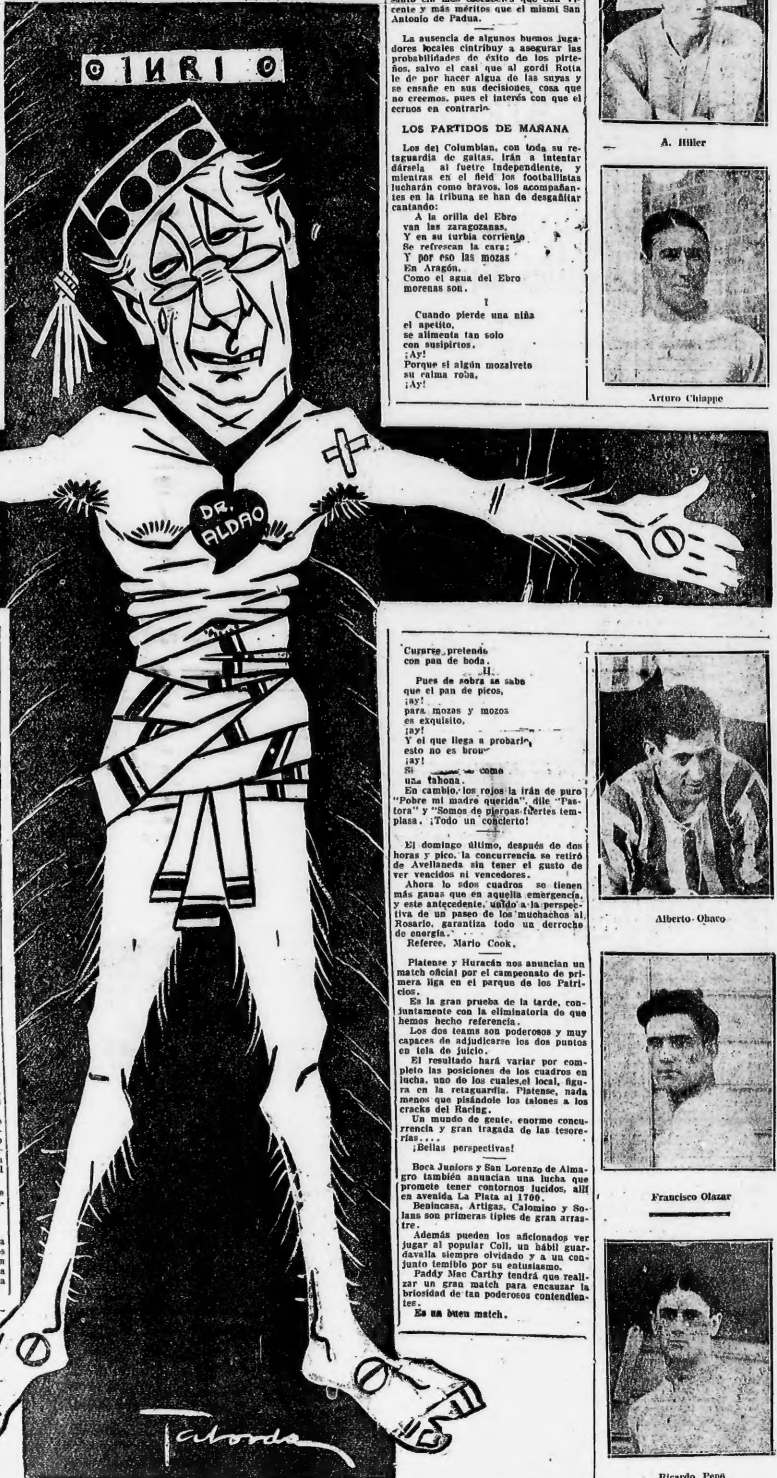 INRI
DR.
ALDAO
Taborda
cente y más méritos que el mismi San
Antonio de Padua.
La ausencia de algunos buenos juga-
dores locales cintribuy a asegurar las
probabilidades de éxito de los pirte-
ños, salvo el casi que al gordi Rotta
le de por hacer algua de las suyas y
se ensañe en sus decisiones, cosa que
no creemos, pues el interés con que el
ecruos en contrario
LOS PARTIDOS DE MAÑANA
Los del Columbian, con toda su re-
taguardia de gaitas, irán a intentar
dársela al fuetre Independiente, y
mientras en el field los footballistas
lucharán como bravos, los acompañan-
tes en la tribuna se han de desgañitar
cantando:
A la orilla del Ebro
van las zaragozanas,
Y en su turbia corriente
Se refrescan la cara;
Y por eso las mozas
En Aragón,
Como el agua del Ebro
morenas son.
I
Cuando pierde una niña
el apetito,
se alimenta tan solo
con susipirtos.
¡Ay!
Porque si algún mozalvete
su calma roba,
¡Ay!
Curarse pretende
con pan de boda.
II
Pues de sobra se sabe
que el pan de picos,
¡ay!
para mozas y mozos
es exquisito,
¡ay!
Y el que llega a probarlo,
esto no es
¡ay!
Si como
una tahona.
En cambio, los rojos la irán de puro
"Pobre mi madre querida", dile "Pas-
tora" y "Somos de piernas fuertes tem-
plasa. ¡Todo un concierto!
El domingo último, después de dos
horas y pico, la concurrencia se retiró
de Avellaneda sin tener el gusto de
ver vencidos ni vencedores.
Ahora lo sdos cuadros se tienen
más ganas que en aquella emergencia,
y este antecedente, unido a la perspec-
tiva de un paseo de los muchachos al
Rosario, garantiza todo un derroche
de energía.
Referee, Mario Cook.
Platense y Huracán nos anuncian un
match oficial por el campeonato de pri-
mera liga en el parque de los Patri-
cios.
Es la gran prueba de la tarde, con-
juntamente con la eliminatoria de que
hemos hecho referencia.
Los dos teams son poderosos y muy
capaces de adjudicarse los dos puntos
en tela de juicio.
El resultado hará variar por com-
pleto las posiciones de los cuadros en
lucha, uno de los cuales, el local, figu-
ra en la retaguardia. Platense, nada
menos que pisándole los talones a los
cracks del Racing.
Un mundo de gente, enorme concu-
rrencia y gran tragada de las tesore-
rías....
¡Bellas perspectivas!
Boca Juniors y San Lorenzo de Alma-
gro también anuncian una lucha que
promete tener contornos lucidos, allí
en avenida La Plata al 1700.
Benincasa, Artigas, Calomino y So-
lans son primeras tiples de gran arras-
tre.
Además pueden los aficionados ver
jugar al popular Coll, un hábil guar-
davalla siempre olvidado y a un con-
junto temible por su entusiasmo.
Paddy Mac Carthy tendrá que reali-
zar un gran match para encauzar la
briosidad de tan poderosos contendien-
tes.
Es un buen match.
A. Hiller
Arturo Chiappe
Alberto Ohaco
Francisco Olazar
Ricardo Pepe